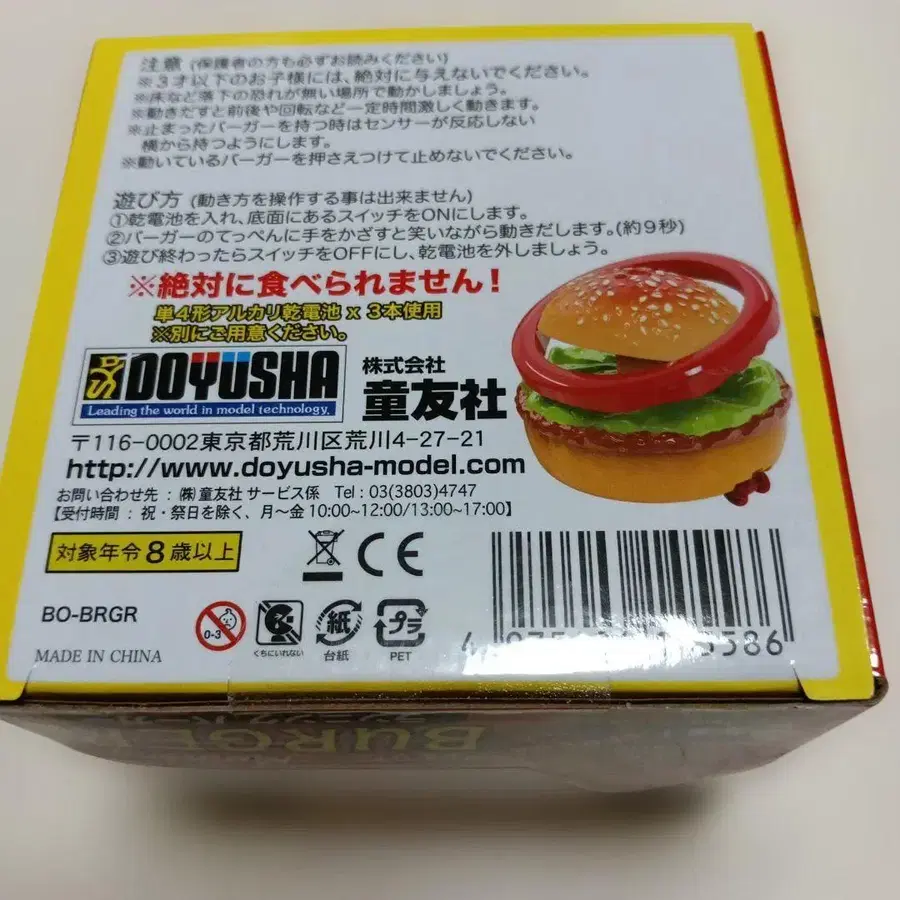 注意 (保護者の方も必ずお読みください)
※3才以下のお子様には、絶対に与えないでください。
※床など落下の恐れが無い場所で動かしましょう。
※動きだすと前後や回転など一定時間激しく動きます。
※止まったバーガーを持つ時はセンサーが反応しない
横から持つようにします。
※動いているバーガーを押さえつけて止めないでください。
遊び方 (動き方を操作する事は出来ません)
①乾電池を入れ、底面にあるスイッチをONにします。
②バーガーのてっぺんに手をかざすと笑いながら動きだします。(約9秒)
③遊び終わったらスイッチをOFFにし、乾電池を外しましょう。
※絶対に食べられません!
単4形アルカリ乾電池 x 3本使用
※別にご用意ください。
DOYUSHA
Leading the world in model technology.
株式会社
童友社
〒116-0002東京都荒川区荒川4-27-21
http://www.doyusha-model.com
お問い合わせ先 : ㈱童友社 サービス係 Tel : 03(3803)4747
【受付時間 : 祝・祭日を除く、月~金 10:00~12:00/13:00~17:00】
対象年令8歳以上
CE
BO-BRGR
0-3
くちにいれない
紙
台紙
プラ
PET
MADE IN CHINA
BURGE